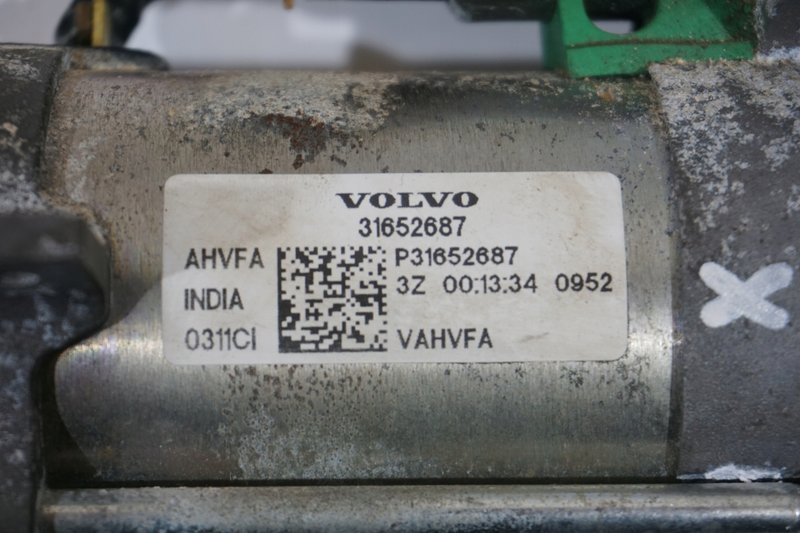 VOLVO
31652687
AHVFA P31652687
INDIA 3Z 00:13:34 0952
0311CI VAHVFA